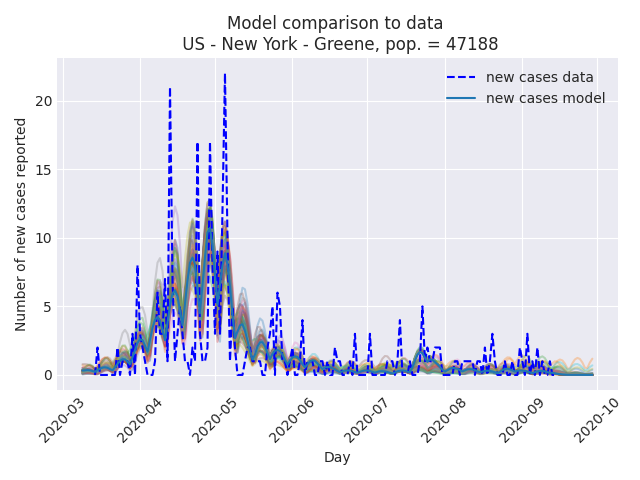 Model comparison to data
US - New York - Greene, pop. = 47188
new cases data
new cases model
Number of new cases reported
20
15
10
5
0
2020-03
2020-04
2020-05
2020-06
2020-07
2020-08
2020-09
2020-10
Day